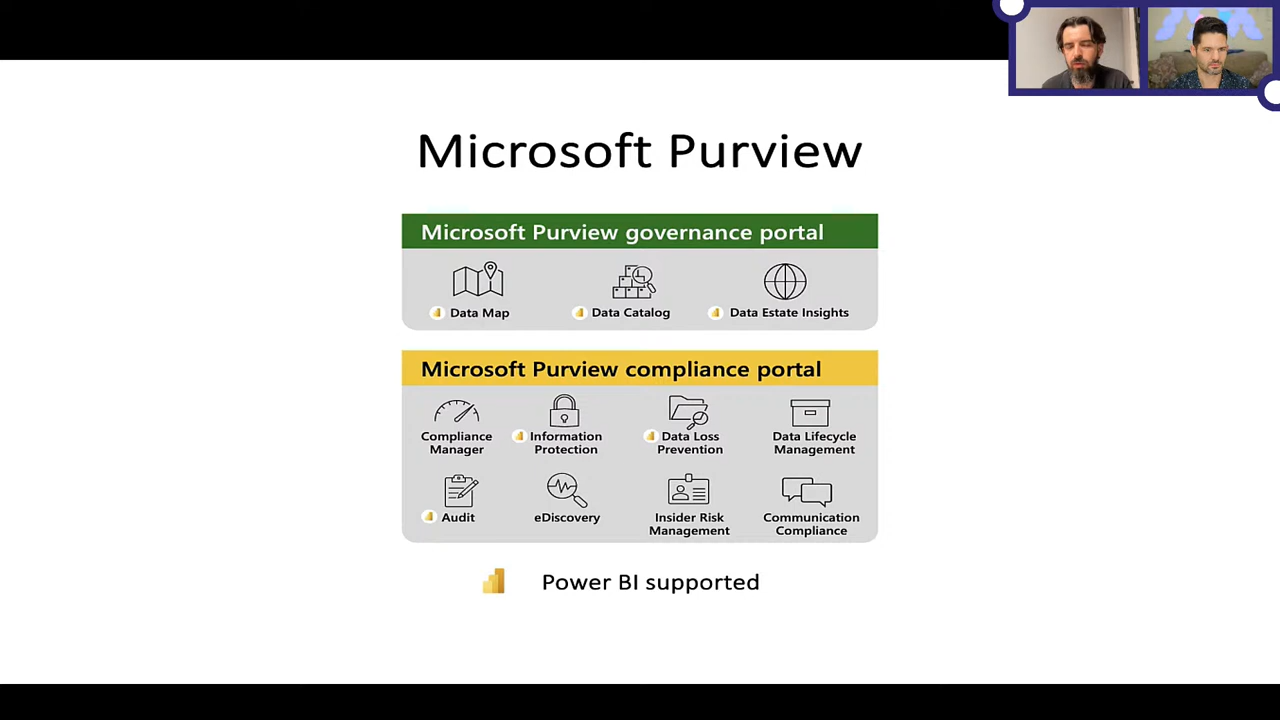 Microsoft Purview
Microsoft Purview governance portal
Data Map
Data Catalog
Data Estate Insights
Microsoft Purview compliance portal
Compliance
Manager
Information
Protection
Data Loss
Prevention
Data Lifecycle
Management
Audit
eDiscovery
Insider Risk
Management
Communication
Compliance
Power BI supported